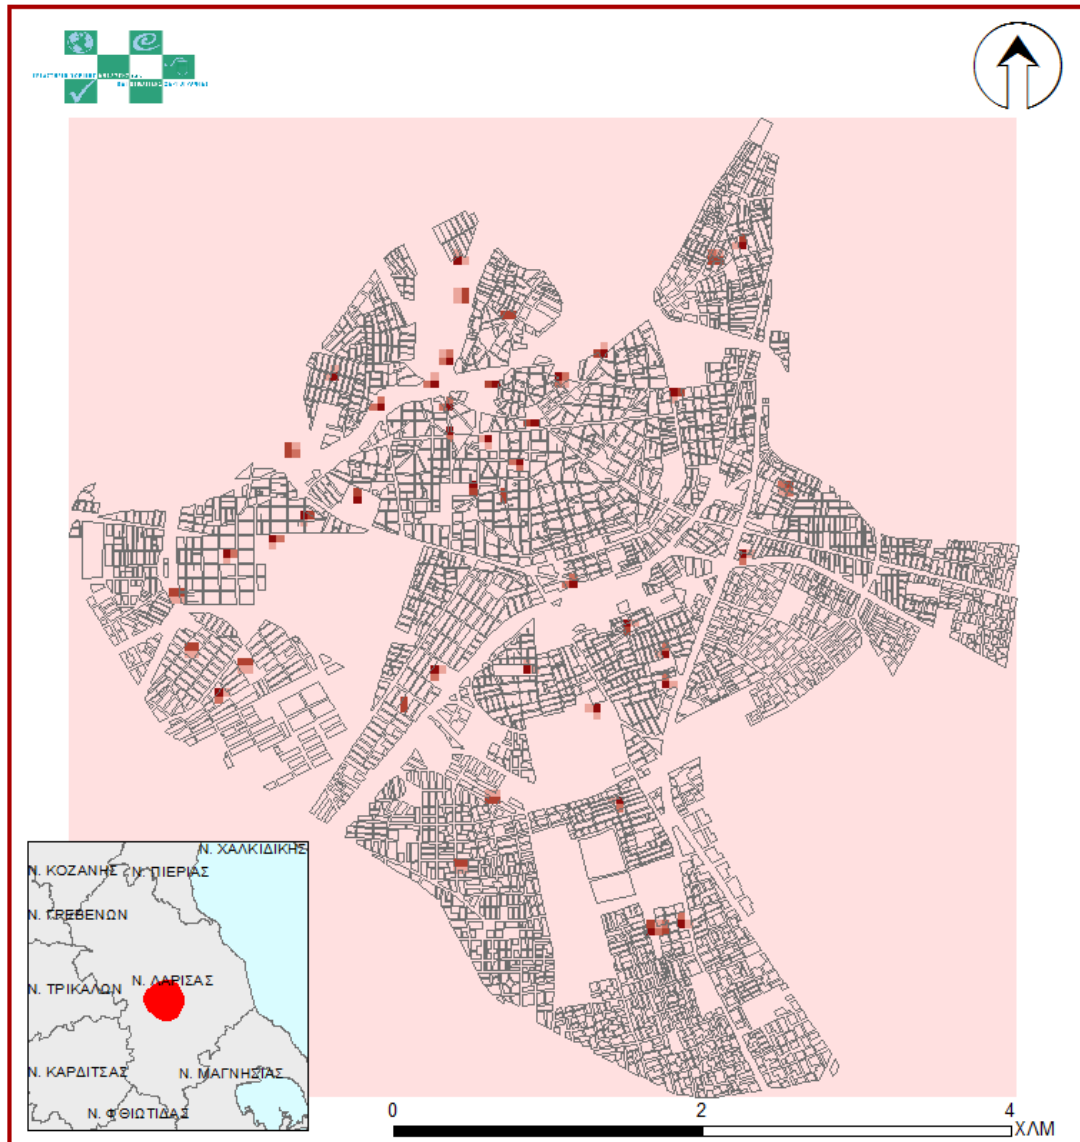 Ν. ΧΑΛΚΙΔΙΚΗΣ
Ν. ΚΟΖΑΝΗΣ
Ν. ΠΙΕΡΙΑΣ
Ν. ΓΡΕΒΕΝΩΝ
Ν. ΛΑΡΙΣΑΣ
Ν. ΤΡΙΚΑΛΩΝ
Ν. ΚΑΡΔΙΤΣΑΣ
Ν. ΜΑΓΝΗΣΙΑΣ
Ν. ΦΘΙΩΤΙΔΑΣ
0 2 4
ΧΛΜ